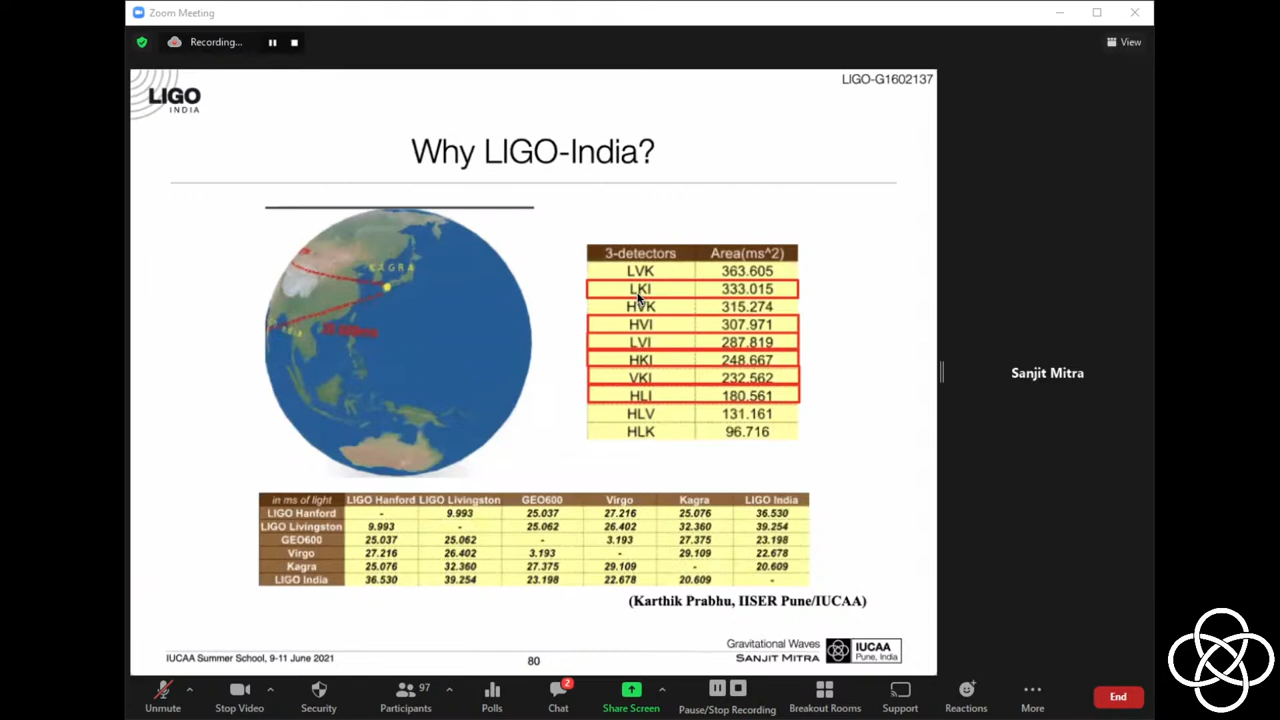 Zoom Meeting
Recording...
View
LIGO-G1602137
LIGO
INDIA
Why LIGO-India?
KAGRA
3-detectors Area(ms^2)
LVK 363.605
LKI 333.015
HVK 315.274
HVI 307.971
LVI 287.819
HKI 248.667
VKI 232.562
HLI 180.561
HLV 131.161
HLK 96.716
Sanjit Mitra
in ms of light LIGO Hanford LIGO Livingston GEO600 Virgo Kagra LIGO India
LIGO Hanford - 9.993 25.037 27.216 25.076 36.530
LIGO Livingston 9.993 - 25.062 26.402 32.360 39.254
GEO600 25.037 25.062 - 3.193 27.375 23.198
Virgo 27.216 26.402 3.193 - 29.109 22.678
Kagra 25.076 32.360 27.375 29.109 - 20.609
LIGO India 36.530 39.254 23.198 22.678 20.609 -
(Karthik Prabhu, IISER Pune/IUCAA)
IUCAA Summer School, 9-11 June 2021
80
Gravitational Waves
SANJIT MITRA
IUCAA
Pune, India
Unmute
Stop Video
Security
97
Participants
Polls
2
Chat
Share Screen
Pause/Stop Recording
Breakout Rooms
Support
Reactions
More
End